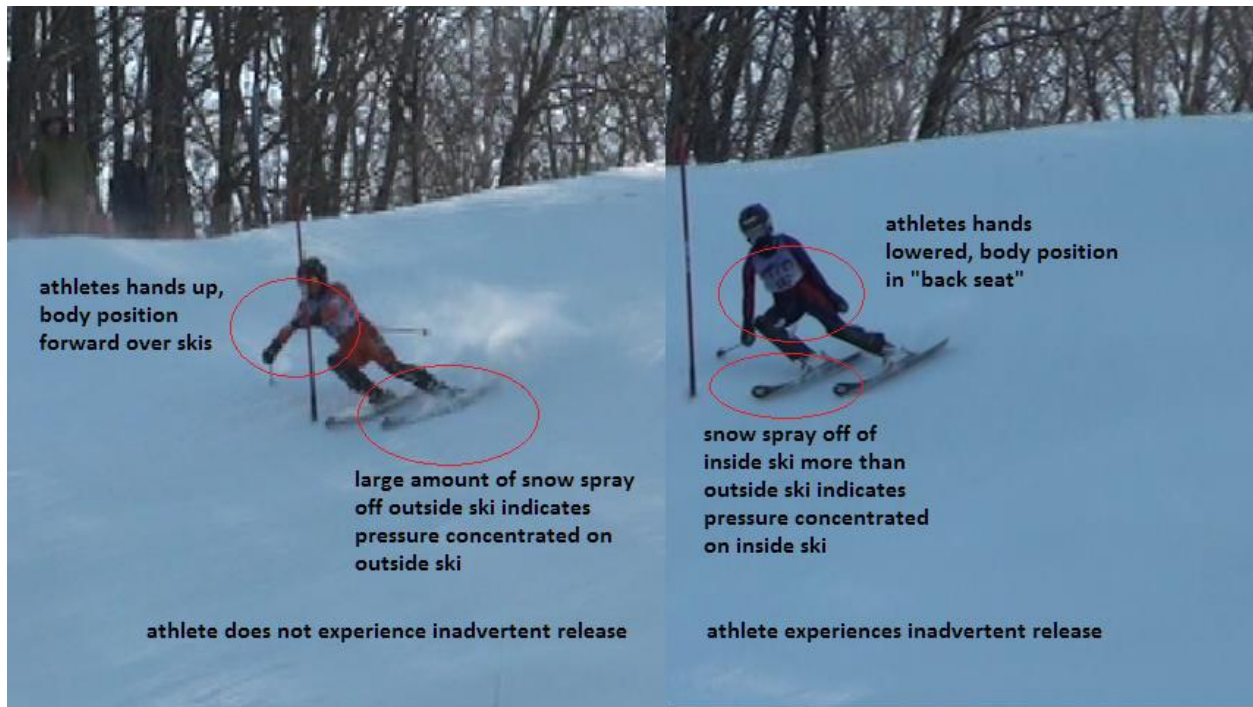 athletes hands up,
body position
forward over skis
large amount of snow spray
off outside ski indicates
pressure concentrated on
outside ski
athlete does not experience inadvertent release
athletes hands
lowered, body position
in "back seat"
snow spray off of
inside ski more than
outside ski indicates
pressure concentrated
on inside ski
athlete experiences inadvertent release